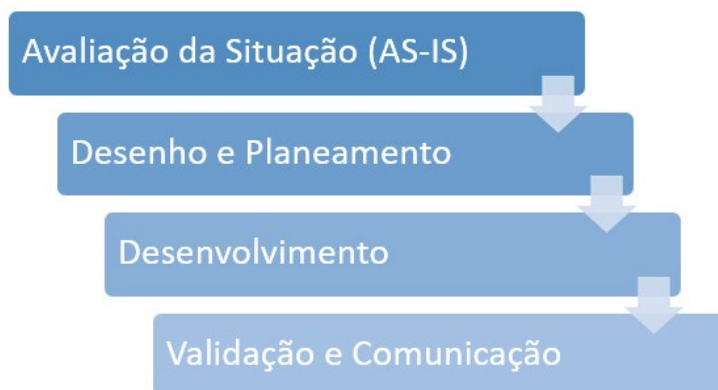 Avaliação da Situação (AS-IS)
Desenho e Planeamento
Desenvolvimento
Validação e Comunicação